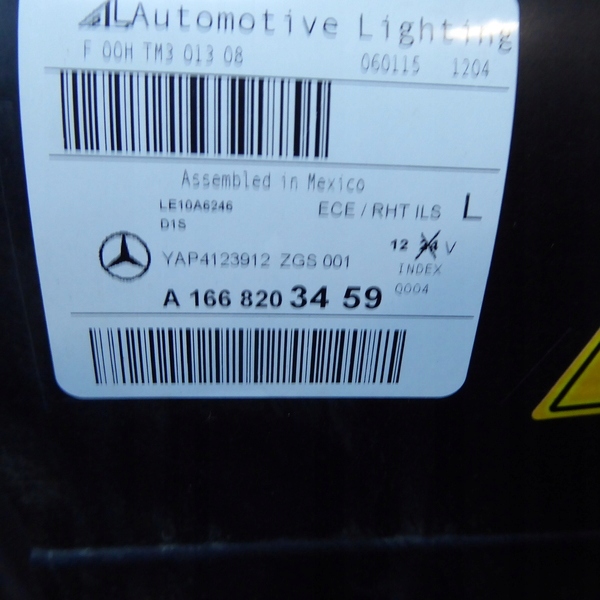 AL Automotive Lighting
F 00H TM3 013 08 060115 1204
Assembled in Mexico
LE10A6246 ECE / RHT ILS L
D1S
12 24 V
YAP4123912 ZGS 001
INDEX
A 166 820 34 59 0004